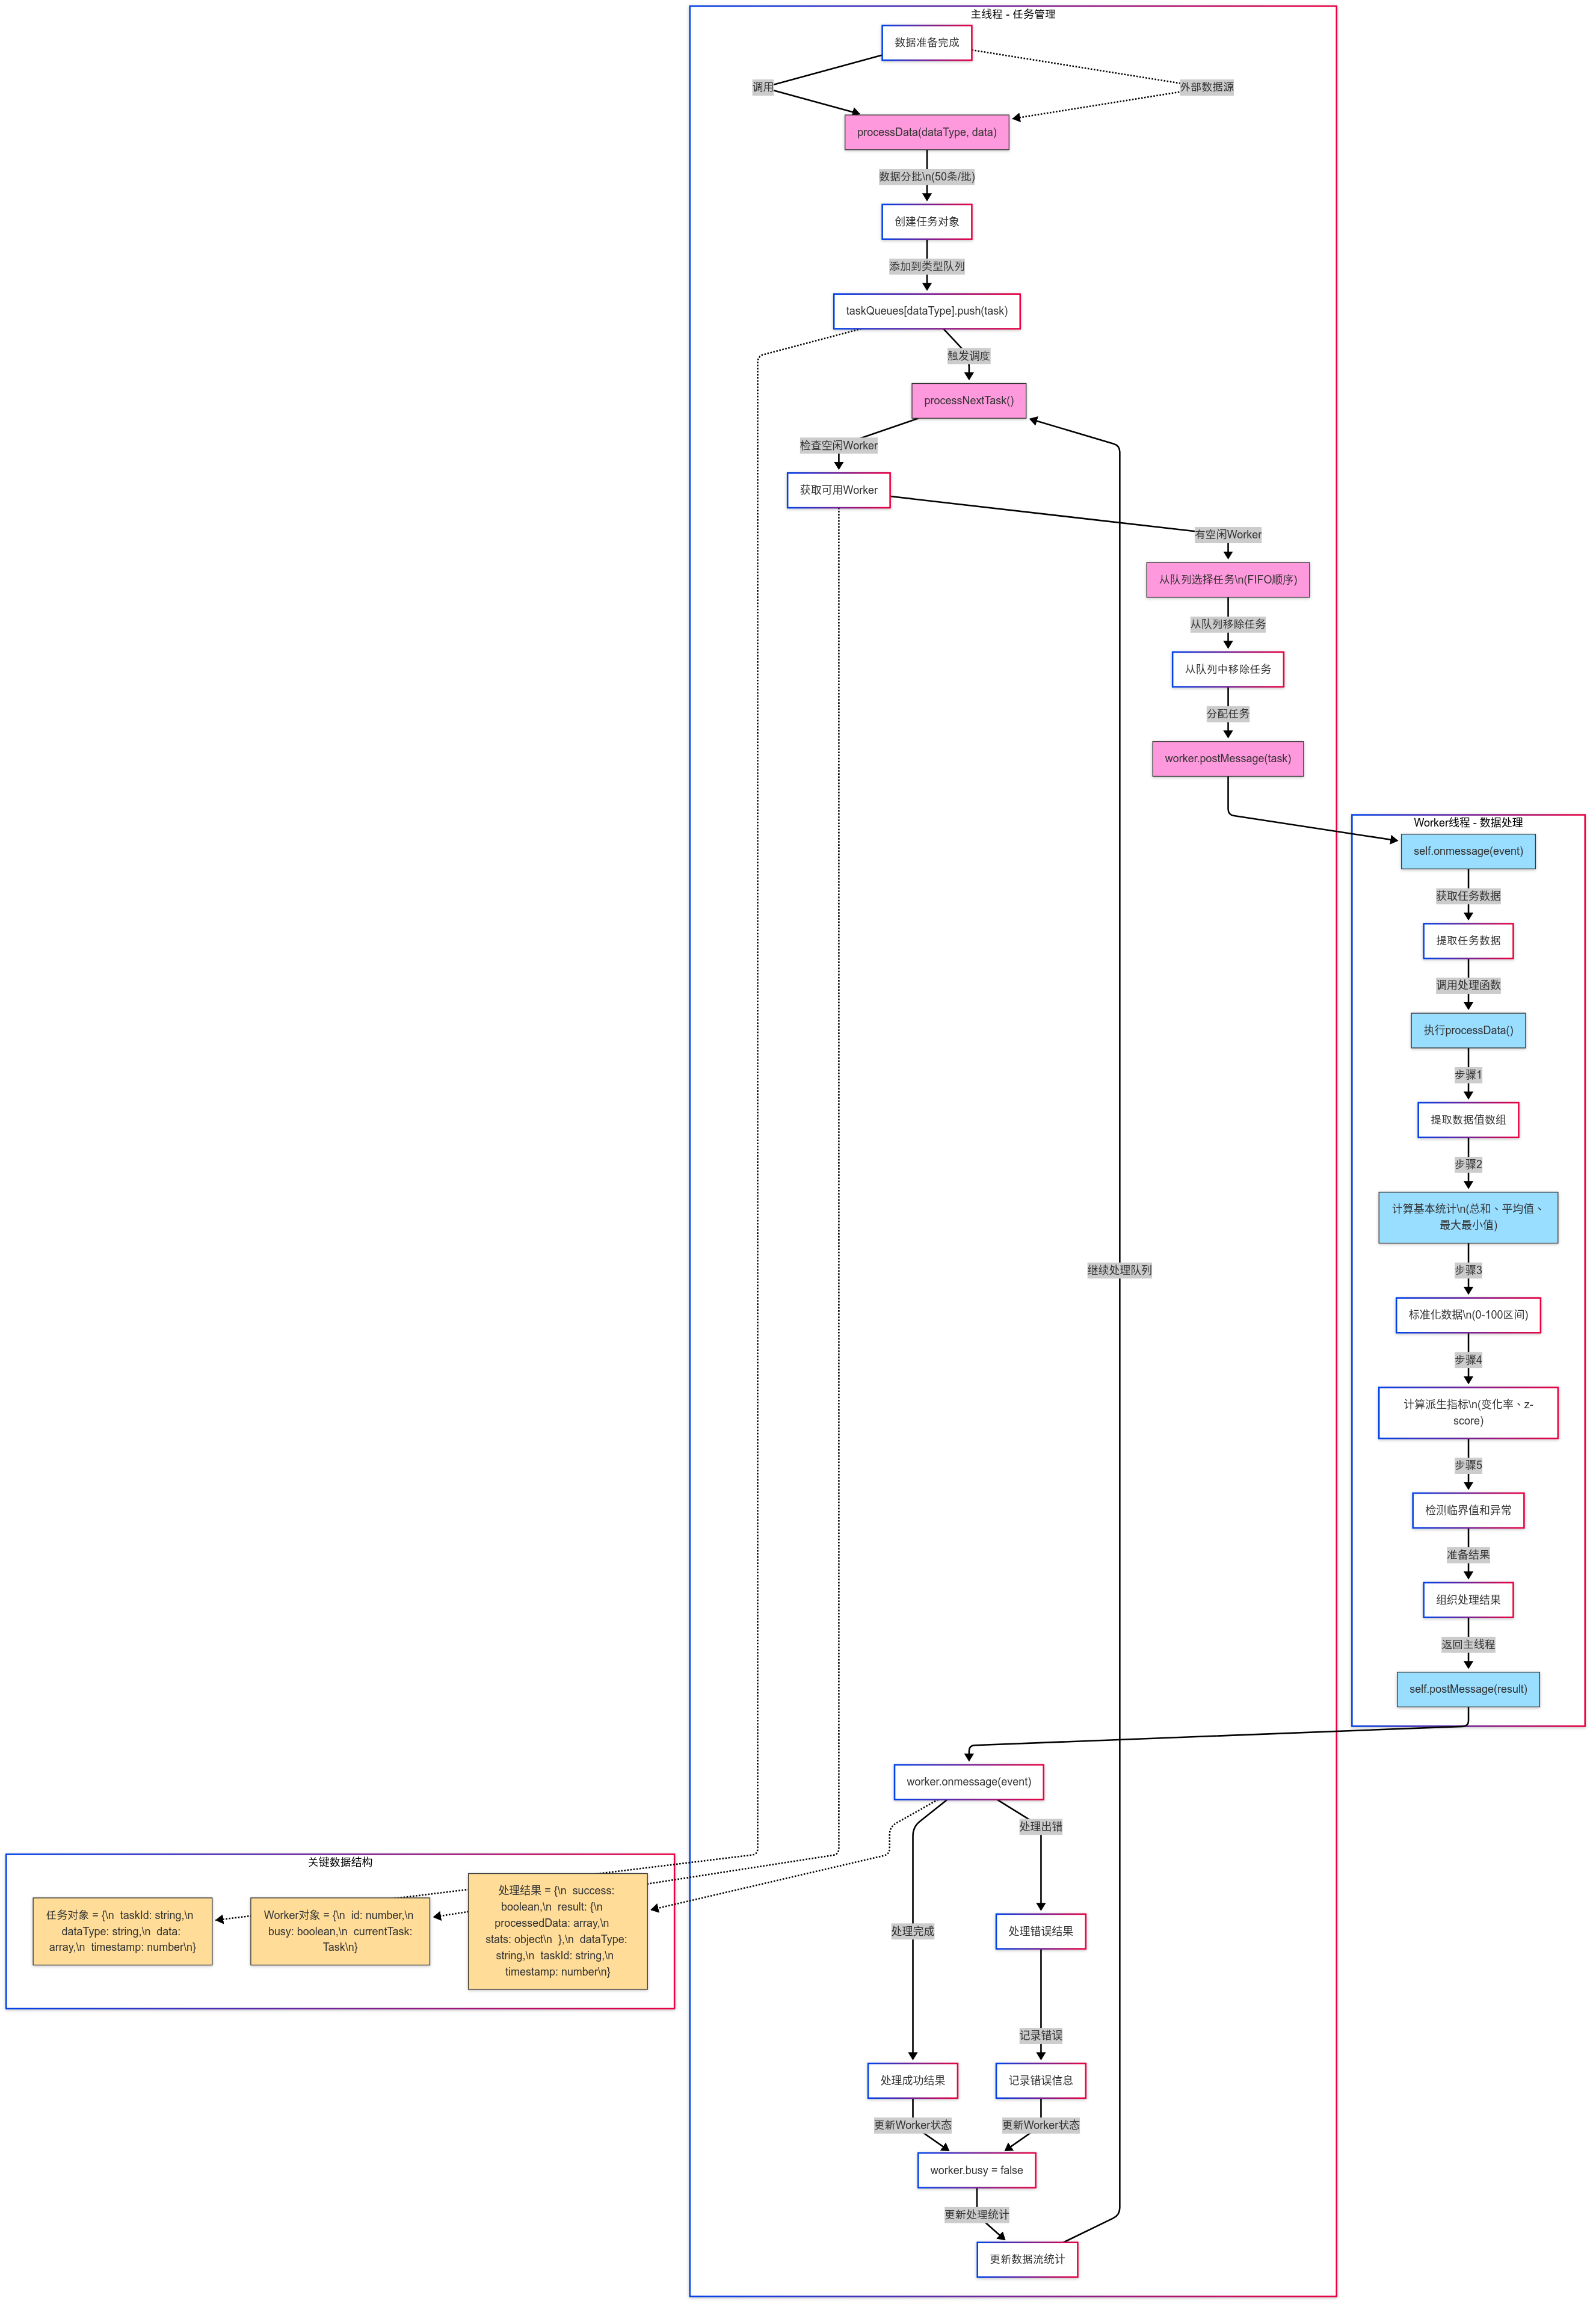 主线程 - 任务管理
数据准备完成
调用
外部数据源
processData(dataType, data)
数据分批\n(50条/批)
创建任务对象
添加到类型队列
taskQueues[dataType].push(task)
触发调度
processNextTask()
检查空闲Worker
获取可用Worker
有空闲Worker
从队列选择任务\n(FIFO顺序)
从队列移除任务
从队列中移除任务
分配任务
worker.postMessage(task)
Worker线程 - 数据处理
self.onmessage(event)
获取任务数据
提取任务数据
调用处理函数
执行processData()
步骤1
提取数据值数组
步骤2
计算基本统计\n(总和、平均值、
最大最小值)
步骤3
标准化数据\n(0-100区间)
步骤4
计算派生指标\n(变化率、z-
score)
步骤5
检测临界值和异常
准备结果
组织处理结果
返回主线程
self.postMessage(result)
继续处理队列
worker.onmessage(event)
处理出错
处理完成
处理错误结果
记录错误
处理成功结果
记录错误信息
更新Worker状态
更新Worker状态
worker.busy = false
更新处理统计
更新数据流统计
关键数据结构
任务对象 = {\n  taskId: string,\n
dataType: string,\n  data:
array,\n  timestamp: number\n}
Worker对象 = {\n  id: number,\n
busy: boolean,\n  currentTask:
Task\n}
处理结果 = {\n  success:
boolean,\n  result: {\n
processedData: array,\n
stats: object\n  },\n  dataType:
string,\n  taskId: string,\n
timestamp: number\n}